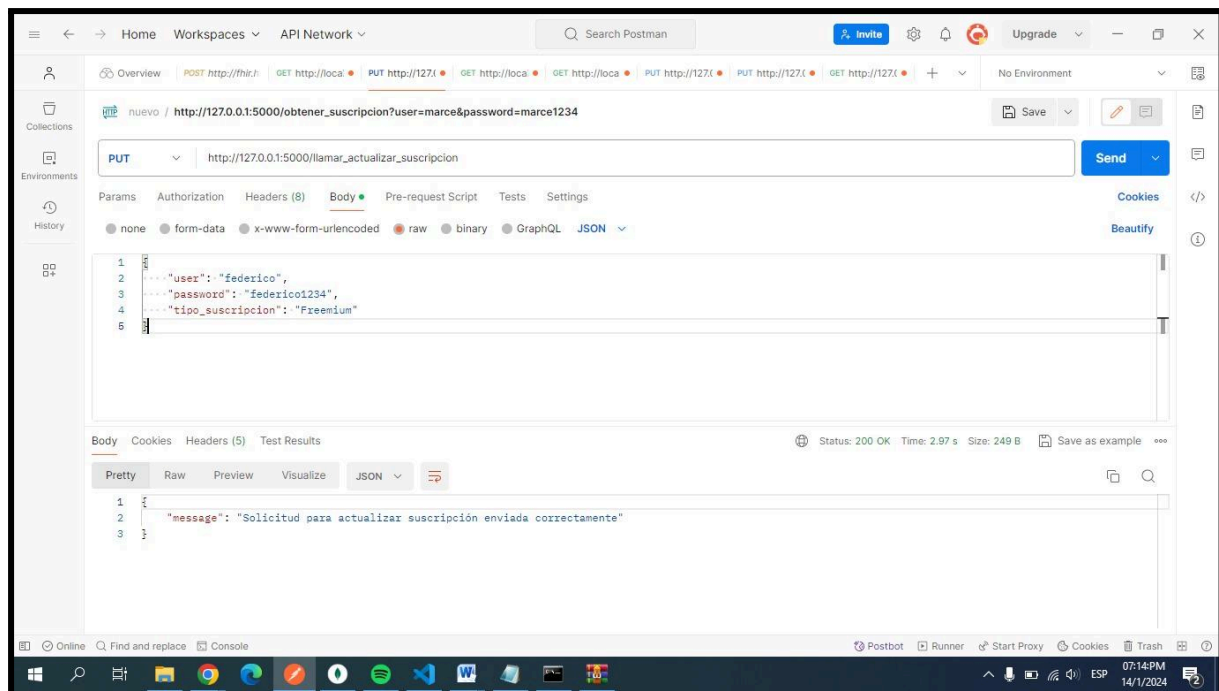 Home Workspaces API Network Search Postman Invite Upgrade
Overview POST http://fhir.h GET http://loca PUT http://127.( GET http://loca GET http://loca PUT http://127.( PUT http://127.( GET http://127.( No Environment
HTTP nuevo / http://127.0.0.1:5000/obtener_suscripcion?user=marce&password=marce1234 Save
Collections
PUT http://127.0.0.1:5000/llamar_actualizar_suscripcion Send
Environments
Params Authorization Headers (8) Body Pre-request Script Tests Settings Cookies
History
none form-data x-www-form-urlencoded raw binary GraphQL JSON Beautify
1 {
2 "user": "federico",
3 "password": "federico1234",
4 "tipo_suscripcion": "Freemium"
5 }
Body Cookies Headers (5) Test Results Status: 200 OK Time: 2.97 s Size: 249 B Save as example
Pretty Raw Preview Visualize JSON
1 {
2 "message": "Solicitud para actualizar suscripción enviada correctamente"
3 }
Online Find and replace Console Postbot Runner Start Proxy Cookies Trash
ESP 07:14:PM
14/1/2024 2